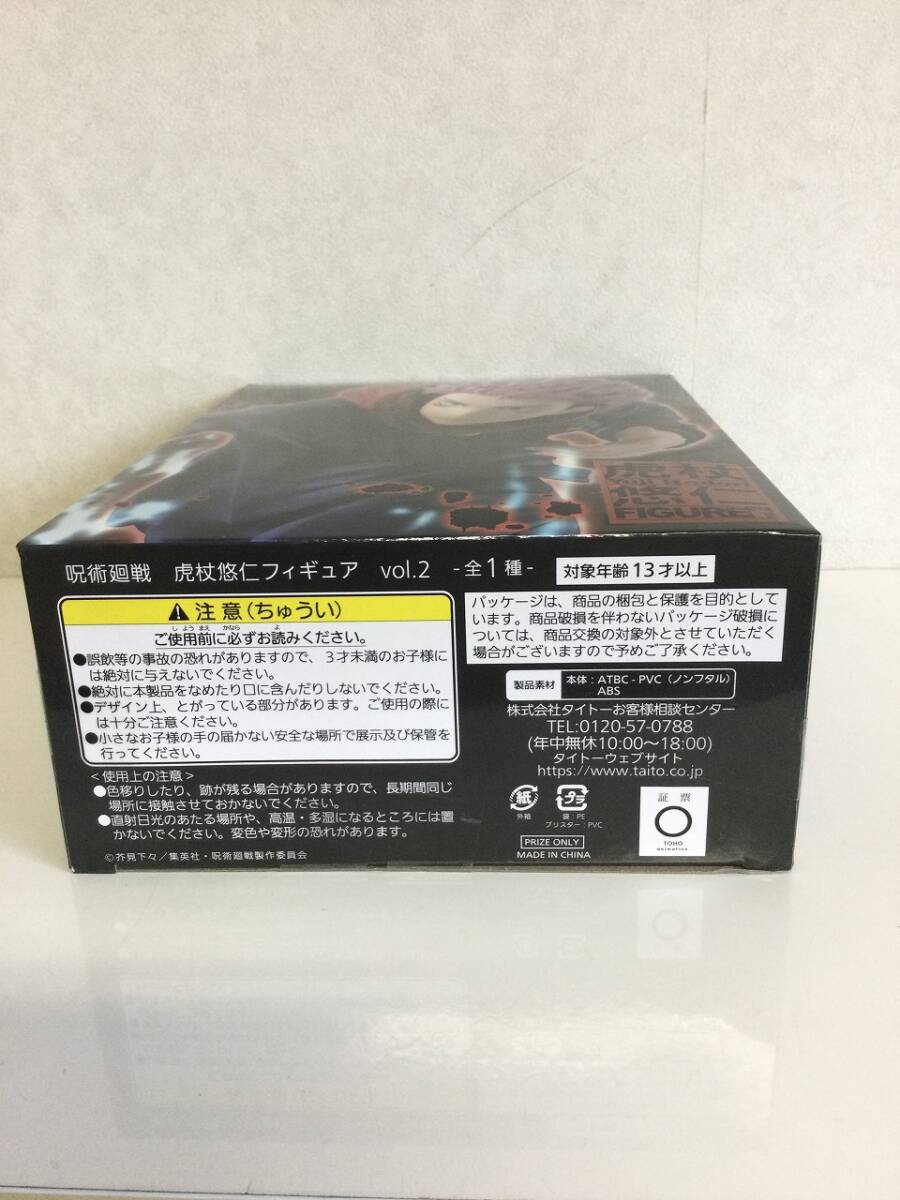 虎杖
悠仁
FIGURE
呪術廻戦 虎杖悠仁フィギュア vol.2 -全1種-
対象年齢13才以上
注意(ちゅうい)
しようまえ かなら よ
ご使用前に必ずお読みください。
●誤飲等の事故の恐れがありますので、3才未満のお子様に
は絶対に与えないでください。
●絶対に本製品をなめたり口に含んだりしないでください。
●デザイン上、とがっている部分があります。ご使用の際に
は十分ご注意ください。
●小さなお子様の手の届かない安全な場所で展示及び保管を
行ってください。
<使用上の注意>
●色移りしたり、跡が残る場合がありますので、長期間同じ
場所に接触させておかないでください。
●直射日光のあたる場所や、高温・多湿になるところには置
かないでください。変色や変形の恐れがあります。
©芥見下々/集英社・呪術廻戦製作委員会
パッケージは、商品の梱包と保護を目的としてい
ます。商品破損を伴わないパッケージ破損に
ついては、商品交換の対象外とさせていただく
場合がございますので予めご了承ください。
製品素材
本体:ATBC-PVC(ノンフタル)
ABS
株式会社タイトーお客様相談センター
TEL:0120-57-0788
(年中無休10:00~18:00)
タイトーウェブサイト
https://www.taito.co.jp
紙
外箱
プラ
袋:PE
ブリスター:PVC
PRIZE ONLY
MADE IN CHINA
証票
TOHO
animation